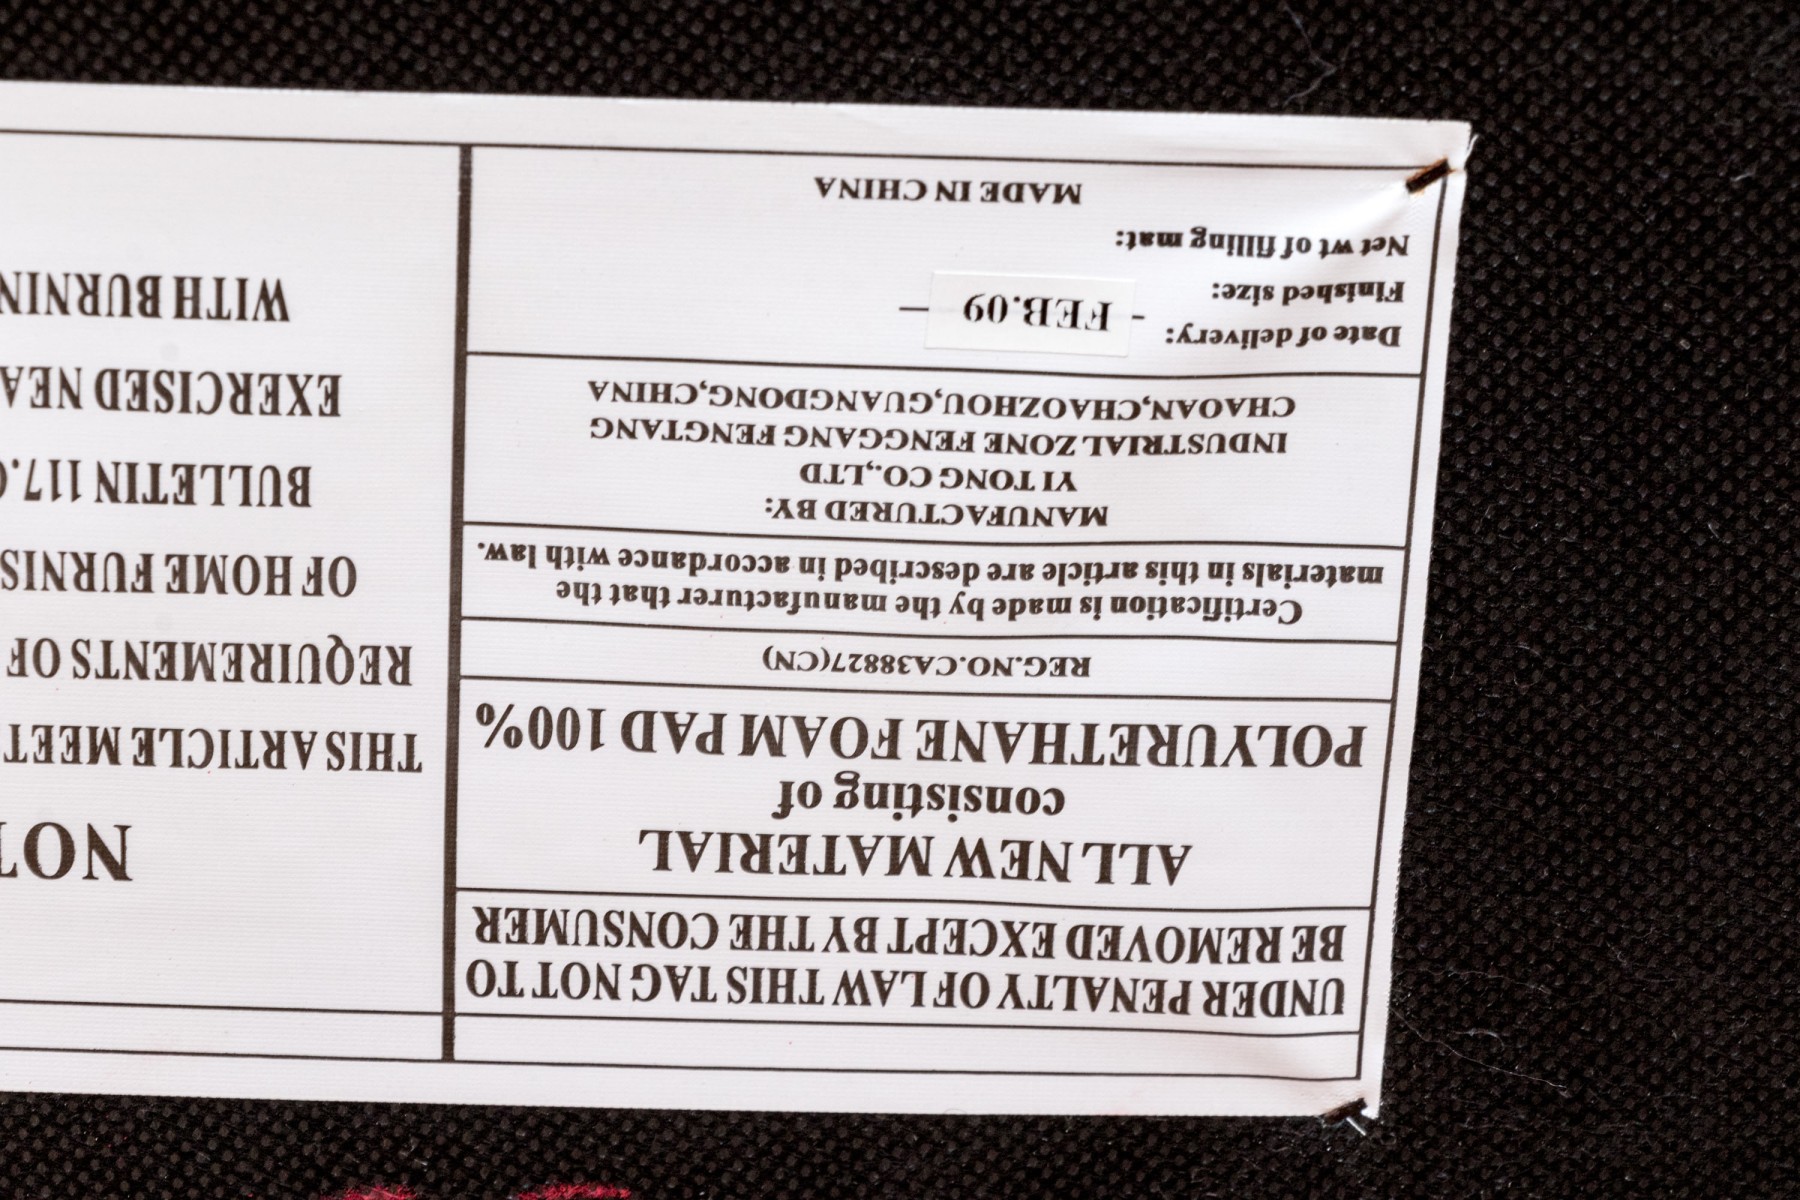 UNDER PENALTY OF LAW THIS TAG NOT TO
BE REMOVED EXCEPT BY THE CONSUMER
ALL NEW MATERIAL
consisting of
POLYURETHANE FOAM PAD 100%
REG.NO.CA38827(CN)
Certification is made by the manufacturer that the
materials in this article are described in accordance with law.
MANUFACTURED BY:
YI TONG CO.,LTD
INDUSTRIAL ZONE FENGGANG FENGTANG
CHAOAN,CHAOZHOU,GUANGDONG,CHINA
Date of delivery: - FEB.09 -
Finished size:
Net wt of filling mat:
MADE IN CHINA
THIS ARTICLE MEET
REQUIREMENTS OF
OF HOME FURNIS
BULLETIN 117.
EXERCISED NEA
WITH BURNIN